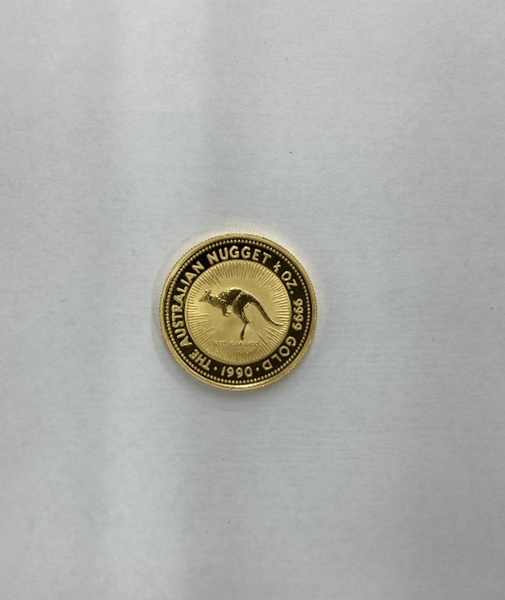 THE AUSTRALIAN NUGGET ¼ OZ. 9999 GOLD
· 1990 ·